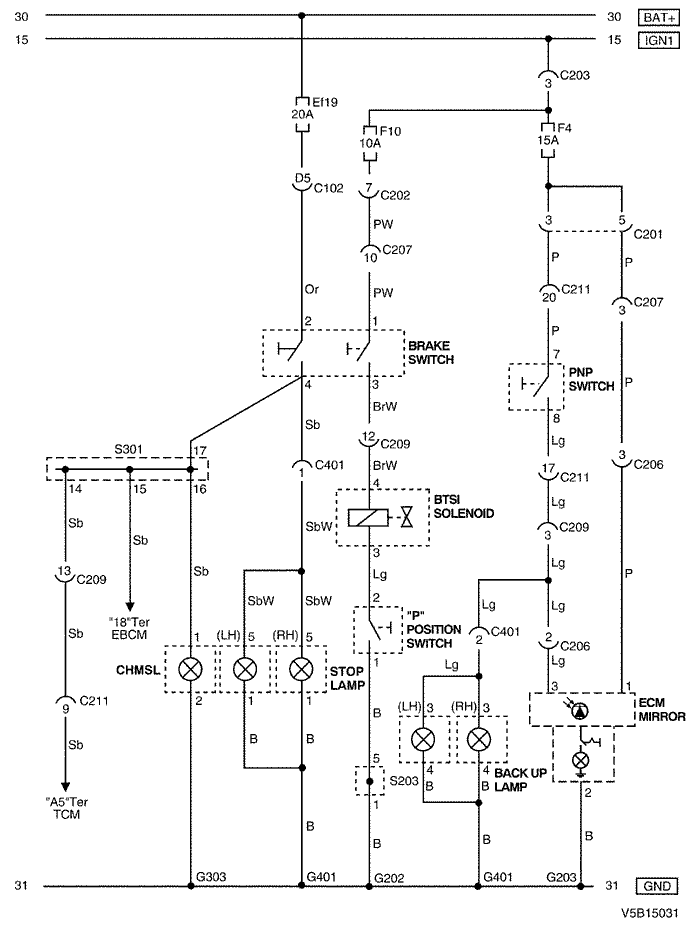 30 30 BAT+
15 15 IGN1
C203
3
Ef19
20A
F10
10A
F4
15A
D5
C102
7
C202
3 5
C201
PW
P P
C207
10
C211
20
C207
3
Or
PW
P
2 1
7
BRAKE
SWITCH
PNP
SWITCH
P
4 3
8
BrW
Sb
Lg
12
C209
S301
17
C401
1
BrW
17
C211
3
C206
14 15 16
4
BTSI
SOLENOID
Lg
Sb
SbW
C209
3
Sb
3
Lg
Lg
P
13
C209
Sb
SbW SbW
2
Lg
Lg
"18"Ter
EBCM
Sb
"P"
POSITION
SWITCH
C401
2
2
C206
1 (LH) 5 (RH) 5
1
Lg
Lg
CHMSL
STOP
LAMP
3 1
2 1 1
C211
9
B
(LH) 3 (RH) 3
ECM
MIRROR
Sb
B B
5
S203
4 4
BACK UP
LAMP
B B
2
"A5"Ter
TCM
1
B
B
B
B
31 G303 G401 G202 G401 G203 31 GND
V5B15031